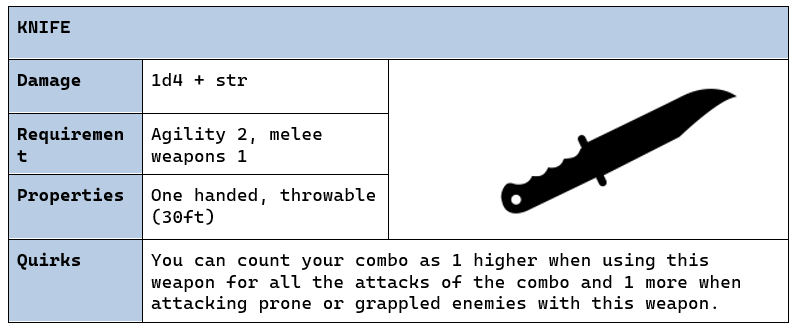 KNIFE
Damage
1d4 + str
Requiremen
t
Agility 2, melee
weapons 1
Properties
One handed, throwable
(30ft)
Quirks
You can count your combo as 1 higher when using this
weapon for all the attacks of the combo and 1 more when
attacking prone or grappled enemies with this weapon.